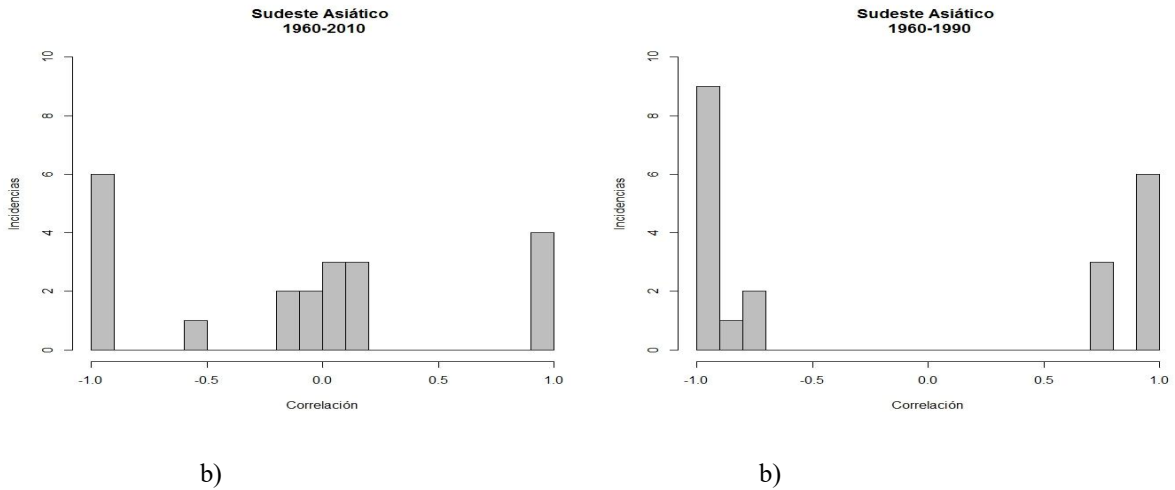 Sudeste Asiático
1960-2010
10
8
6
4
2
0
Incidencias
-1.0 -0.5 0.0 0.5 1.0
Correlación
b)
Sudeste Asiático
1960-1990
10
8
6
4
2
0
Incidencias
-1.0 -0.5 0.0 0.5 1.0
Correlación
b)